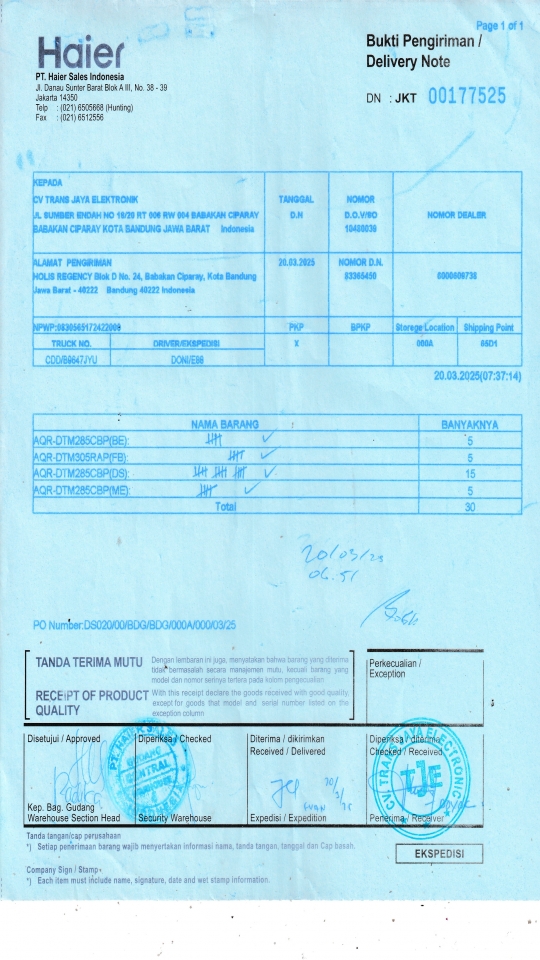 Page 1 of 1
Haier
Bukti Pengiriman /
Delivery Note
PT. Haier Sales Indonesia
Jl. Danau Sunter Barat Blok A III, No. 38 - 39
Jakarta 14350
Telp : (021) 6505668 (Hunting)
Fax : (021) 6512556
DN : JKT 00177525
KEPADA
CV TRANS JAYA ELEKTRONIK
JL SUMBER ENDAH NO 18/20 RT 006 RW 004 BABAKAN CIPARAY
BABAKAN CIPARAY KOTA BANDUNG JAWA BARAT Indonesia
TANGGAL
D.N
NOMOR
D.O.V/SO
NOMOR DEALER
ALAMAT PENGIRIMAN
HOLIS REGENCY Blok D No. 24, Babakan Ciparay, Kota Bandung
Jawa Barat - 40222 Bandung 40222 Indonesia
20.03.2025
NOMOR D.N.
83365450
PKP
BPKP
Storege Location
Shipping Point
TRUCK NO.
DRIVER/EKSPEDISI
X
000A
CDD/B9647JYU
DONI/E86
20.03.2025(07:37:14)
NAMA BARANG
BANYAKNYA
AQR-DTM285CBP(BE):
5
AQR-DTM305RAP(FB):
5
AQR-DTM285CBP(DS):
15
AQR-DTM285CBP(ME):
5
Total
30
20/03/25
06.51
PO Number:DS020/00/BDG/BDG/000A/000/03/25
TANDA TERIMA MUTU
Dengan lembaran ini juga, menyatakan bahwa barang yang diterima
tidak bermasalah secara manajemen mutu, kecuali barang yang
model dan nomor serinya tertera pada kolom pengecualian
RECEIPT OF PRODUCT
QUALITY
With this receipt declare the goods received with good quality
except for goods that model and serial number listed on the
exception column
Perkecualian /
Exception
Disetujui / Approved
Diperiksa / Checked
Diterima / dikirimkan
Received / Delivered
Diperiksa / diterima
Checked / Received
CV. TRANS JAYA ELECTRONIC
TJE
Kep. Bag. Gudang
Warehouse Section Head
Security Warehouse
Expedisi / Expedition
Penerima / Receiver
Tanda tangan/cap perusahaan
*) Setiap penerimaan barang wajib menyertakan informasi nama, tanda tangan, tanggal dan Cap basah.
EKSPEDISI
Company Sign / Stamp
*) Each item must include name, signature, date and wet stamp information.